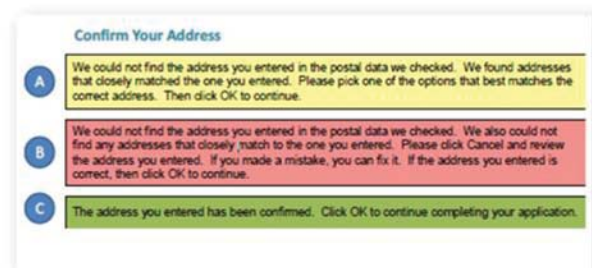 Confirm Your Address
A
We could not find the address you entered in the postal data we checked. We found addresses
that closely matched the one you entered. Please pick one of the options that best matches the
correct address. Then click OK to continue.
B
We could not find the address you entered in the postal data we checked. We also could not
find any addresses that closely match to the one you entered. Please click Cancel and review
the address you entered. If you made a mistake, you can fix it. If the address you entered is
correct, then click OK to continue.
C
The address you entered has been confirmed. Click OK to continue completing your application.